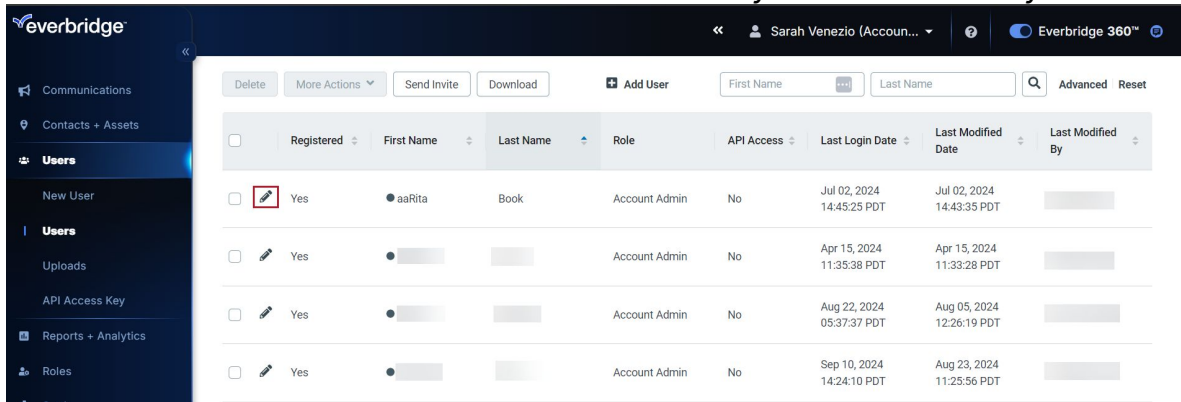 everbridge™
«
« Sarah Venezio (Accoun... Everbridge 360™
Communications
Contacts + Assets
Users
New User
Users
Uploads
API Access Key
Reports + Analytics
Roles
Delete More Actions Send Invite Download Add User First Name Last Name Advanced Reset
Registered First Name Last Name Role API Access Last Login Date Last Modified Date Last Modified By
Yes aaRita Book Account Admin No Jul 02, 2024 Jul 02, 2024
14:45:25 PDT 14:43:35 PDT
Yes Account Admin No Apr 15, 2024 Apr 15, 2024
11:35:38 PDT 11:33:28 PDT
Yes Account Admin No Aug 22, 2024 Aug 05, 2024
05:37:37 PDT 12:26:19 PDT
Yes Account Admin No Sep 10, 2024 Aug 23, 2024
14:24:10 PDT 11:25:56 PDT